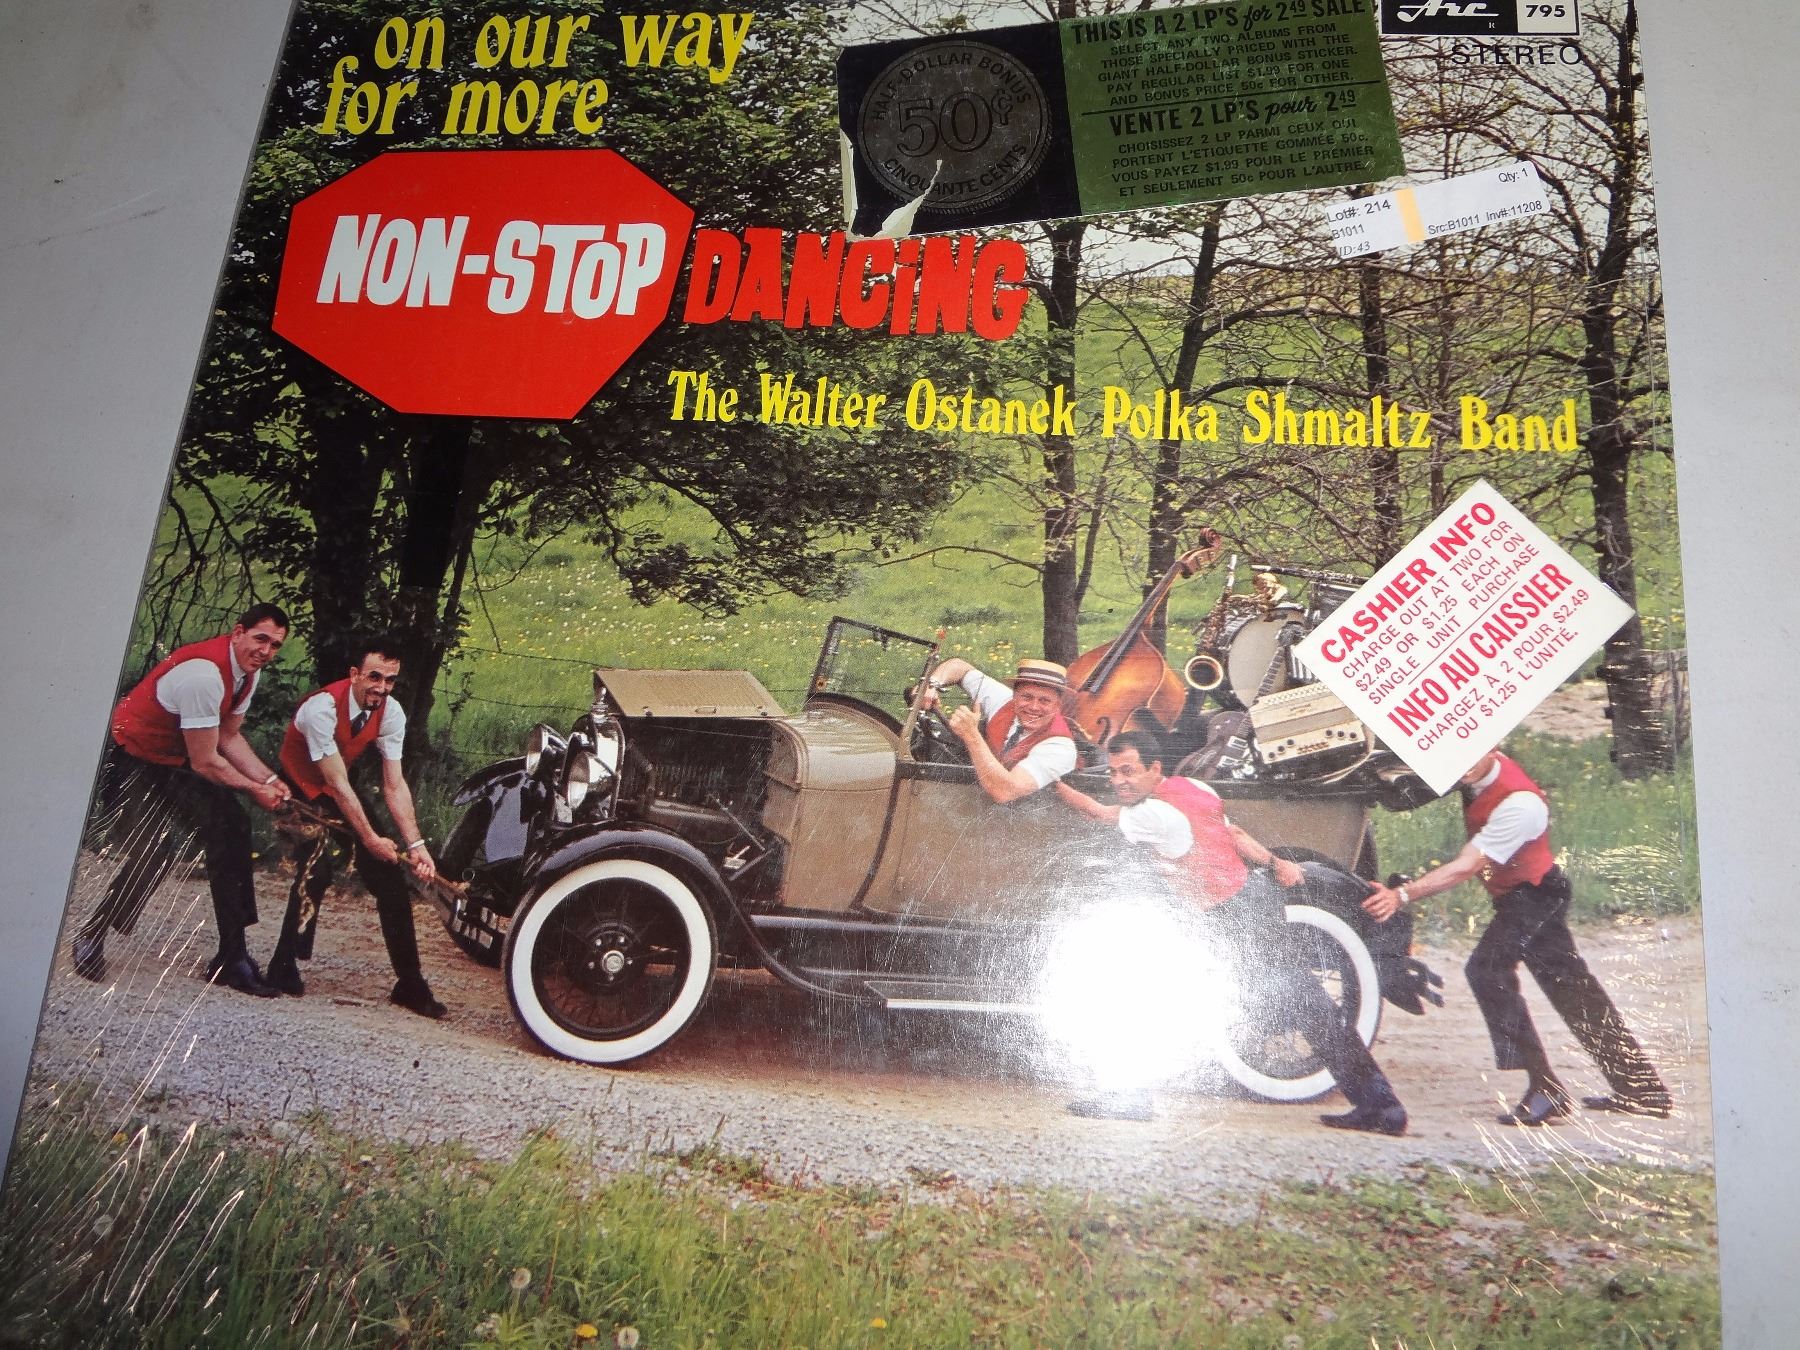 on our way
for more
NON-STOP DANCiNG
The Walter Ostanek Polka Shmaltz Band
HALF DOLLAR BONUS
50¢
CINQUANTE CENTS
THIS IS A 2 LP'S for 2 49 SALE
SELECT ANY TWO ALBUMS FROM
THOSE SPECIALLY PRICED WITH THE
GIANT HALF-DOLLAR BONUS STICKER.
PAY REGULAR LIST $1.99 FOR ONE
AND BONUS PRICE 50c FOR OTHER.
VENTE 2 LP'S pour 2 49
CHOISISSEZ 2 LP PARMI CEUX QUI
PORTENT L'ETIQUETTE GOMMÉE 50c.
VOUS PAYEZ $1.99 POUR LE PREMIER
ET SEULEMENT 50c POUR L'AUTRE.
Arc
R
795
STEREO
Lot#: 214
Qty: 1
B1011
Src:B1011 Inv#:11208
ID:43
CASHIER INFO
CHARGE OUT AT TWO FOR
$2.49 OR $1.25 EACH ON
SINGLE UNIT PURCHASE
INFO AU CAISSIER
CHARGEZ À 2 POUR $2.49
OU $1.25 L'UNITÉ.